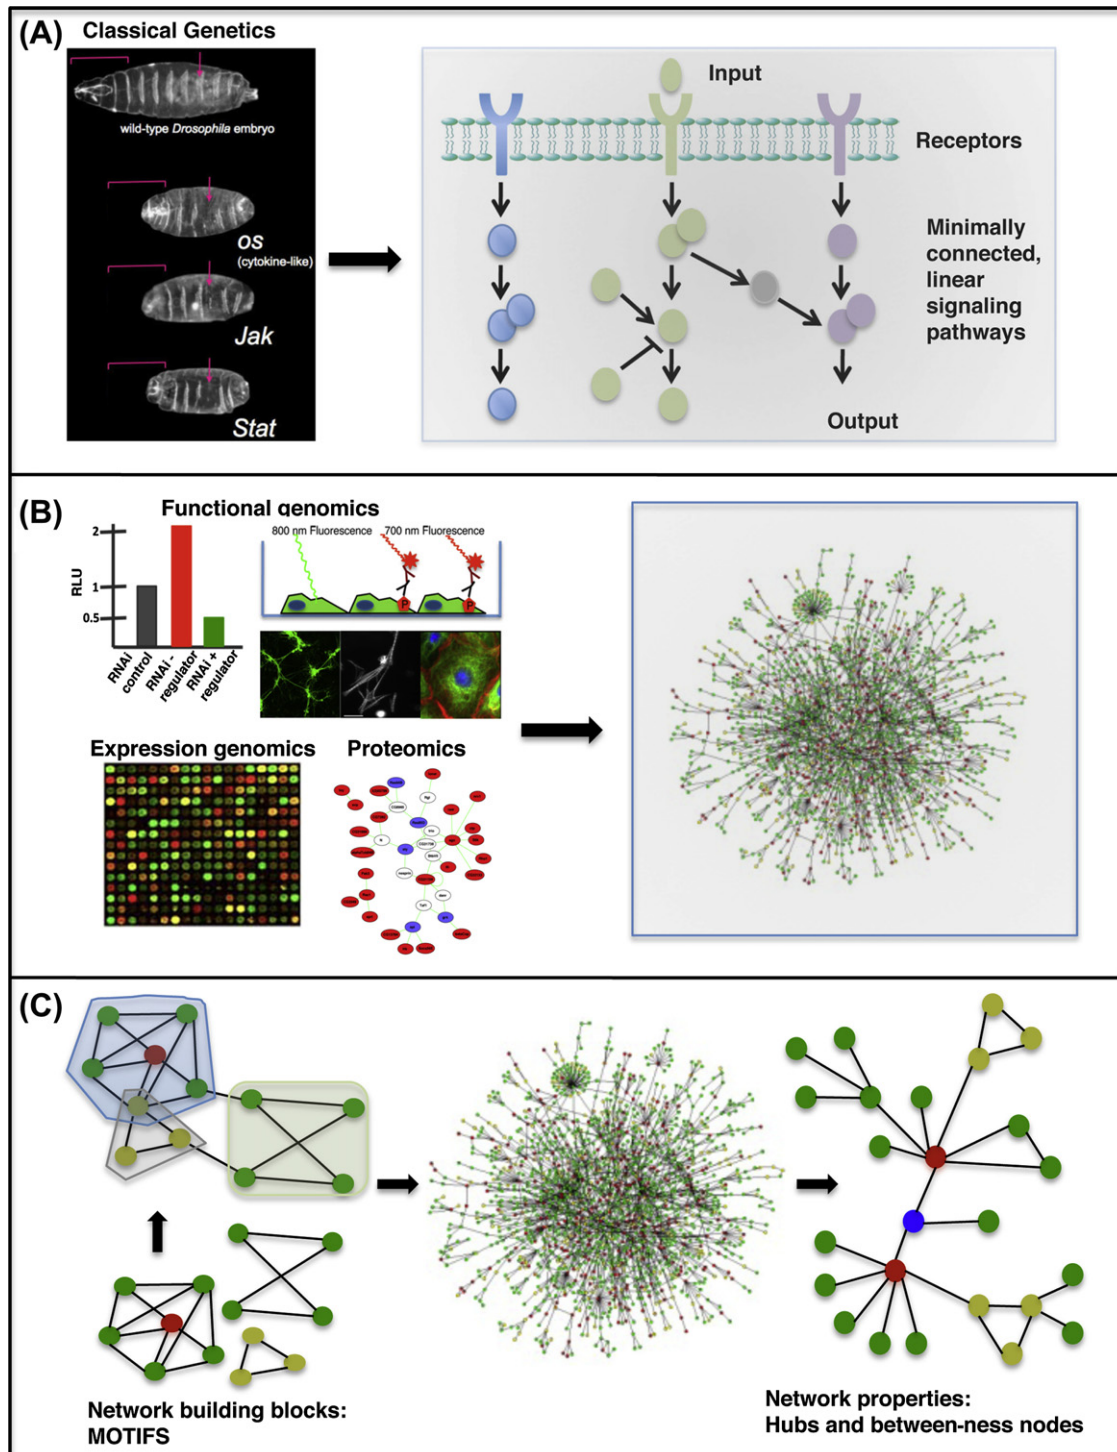 (A)
Classical Genetics
wild-type Drosophila embryo
os
(cytokine-like)
Jak
Stat
Input
Receptors
Minimally
connected,
linear
signaling
pathways
Output
(B)
Functional genomics
2
1
0.5
RLU
RNAi
control
RNAi -
regulator
RNAi +
regulator
800 nm Fluorescence
700 nm Fluorescence
P
P
Expression genomics
Proteomics
(C)
Network building blocks:
MOTIFS
Network properties:
Hubs and between-ness nodes